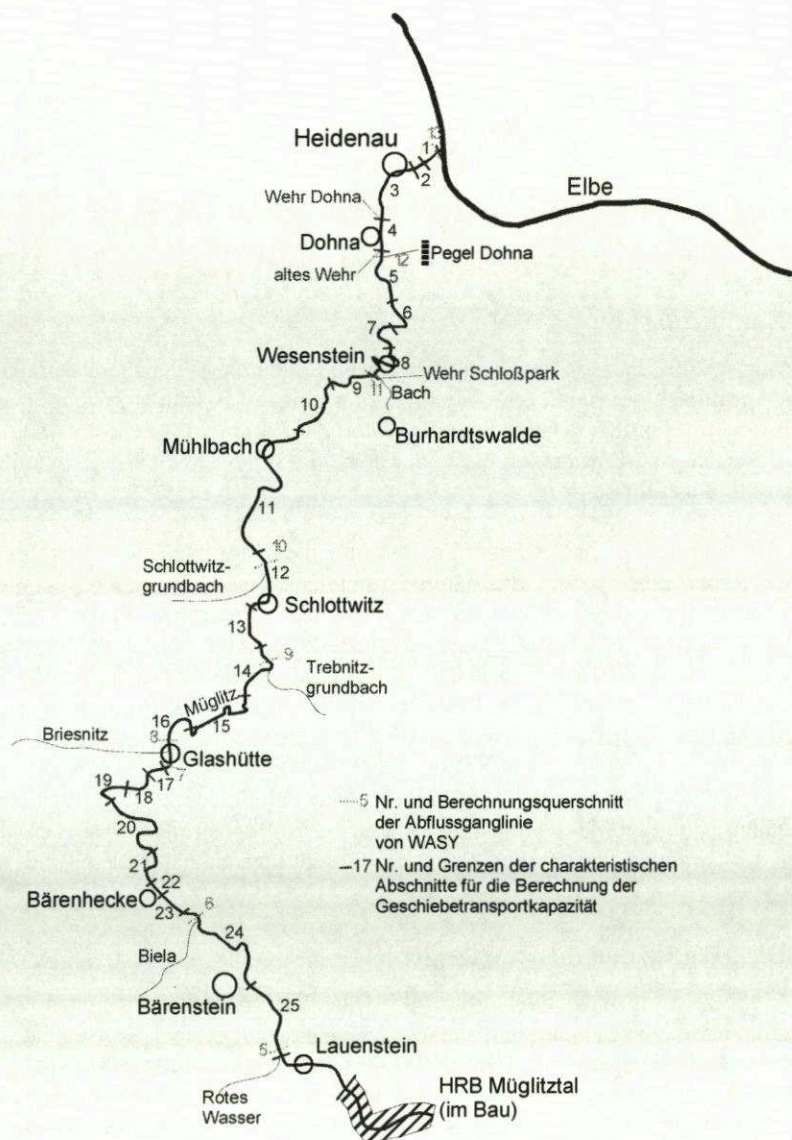 Heidenau
13
1
2
3
Elbe
Wehr Dohna
4
Dohna
12
Pegel Dohna
altes Wehr
5
6
7
Wesenstein
8
Wehr Schloßpark
9
11
Bach
10
Burhardtswalde
Mühlbach
11
10
Schlottwitz-
grundbach
12
Schlottwitz
13
9
14
Trebnitz-
grundbach
Müglitz
16
15
Briesnitz
8
Glashütte
7
17
19
18
20
5 Nr. und Berechnungsquerschnitt
der Abflussganglinie
von WASY
17 Nr. und Grenzen der charakteristischen
Abschnitte für die Berechnung der
Geschiebetransportkapazität
21
22
Bärenhecke
23
6
24
Biela
Bärenstein
25
5
Lauenstein
Rotes
Wasser
HRB Müglitztal
(im Bau)